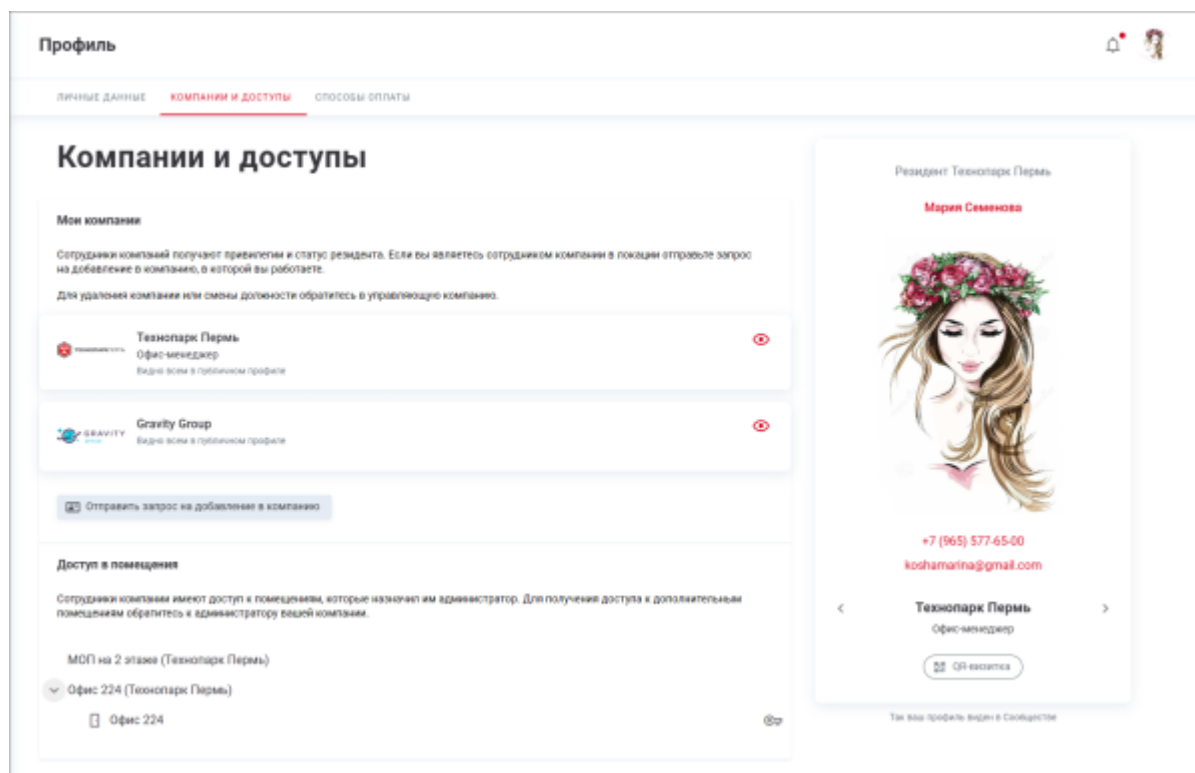 Профиль
ЛИЧНЫЕ ДАННЫЕ
КОМПАНИИ И ДОСТУПЫ
СПОСОБЫ ОПЛАТЫ
Компании и доступы
Мои компании
Сотрудники компаний получают привилегии и статус резидента. Если вы являетесь сотрудником компании в локации отправьте запрос
на добавление в компанию, в которой вы работаете.
Для удаления компании или смены должности обратитесь в управляющую компанию.
Технопарк Пермь
Офис-менеджер
Видно всем в публичном профиле
GRAVITY
Gravity Group
Видно всем в публичном профиле
Отправить запрос на добавление в компанию
Доступ в помещения
Сотрудники компании имеют доступ к помещениям, которые назначил им администратор. Для получения доступа к дополнительным
помещениям обратитесь к администратору вашей компании.
МОП на 2 этаже (Технопарк Пермь)
Офис 224 (Технопарк Пермь)
Офис 224
Резидент Технопарк Пермь
Мария Семенова
+7 (965) 577-65-00
koshamarina@gmail.com
Технопарк Пермь
Офис-менеджер
QR-визитка
Так ваш профиль виден в Сообществе